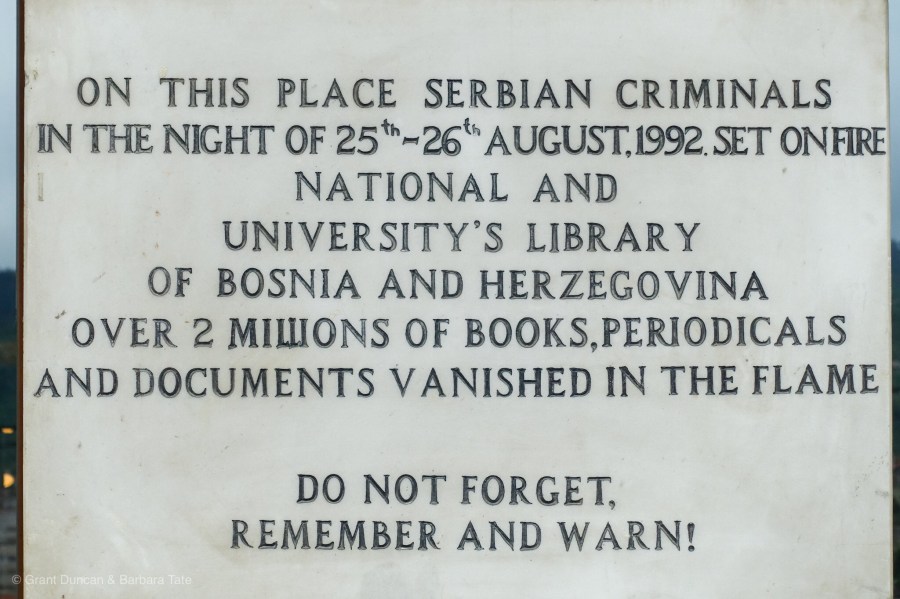 ON THIS PLACE SERBIAN CRIMINALS
IN THE NIGHT OF 25th-26th AUGUST, 1992. SET ON FIRE
NATIONAL AND
UNIVERSITY'S LIBRARY
OF BOSNIA AND HERZEGOVINA
OVER 2 MILLIONS OF BOOKS, PERIODICALS
AND DOCUMENTS VANISHED IN THE FLAME
DO NOT FORGET,
REMEMBER AND WARN!
© Grant Duncan & Barbara Tate